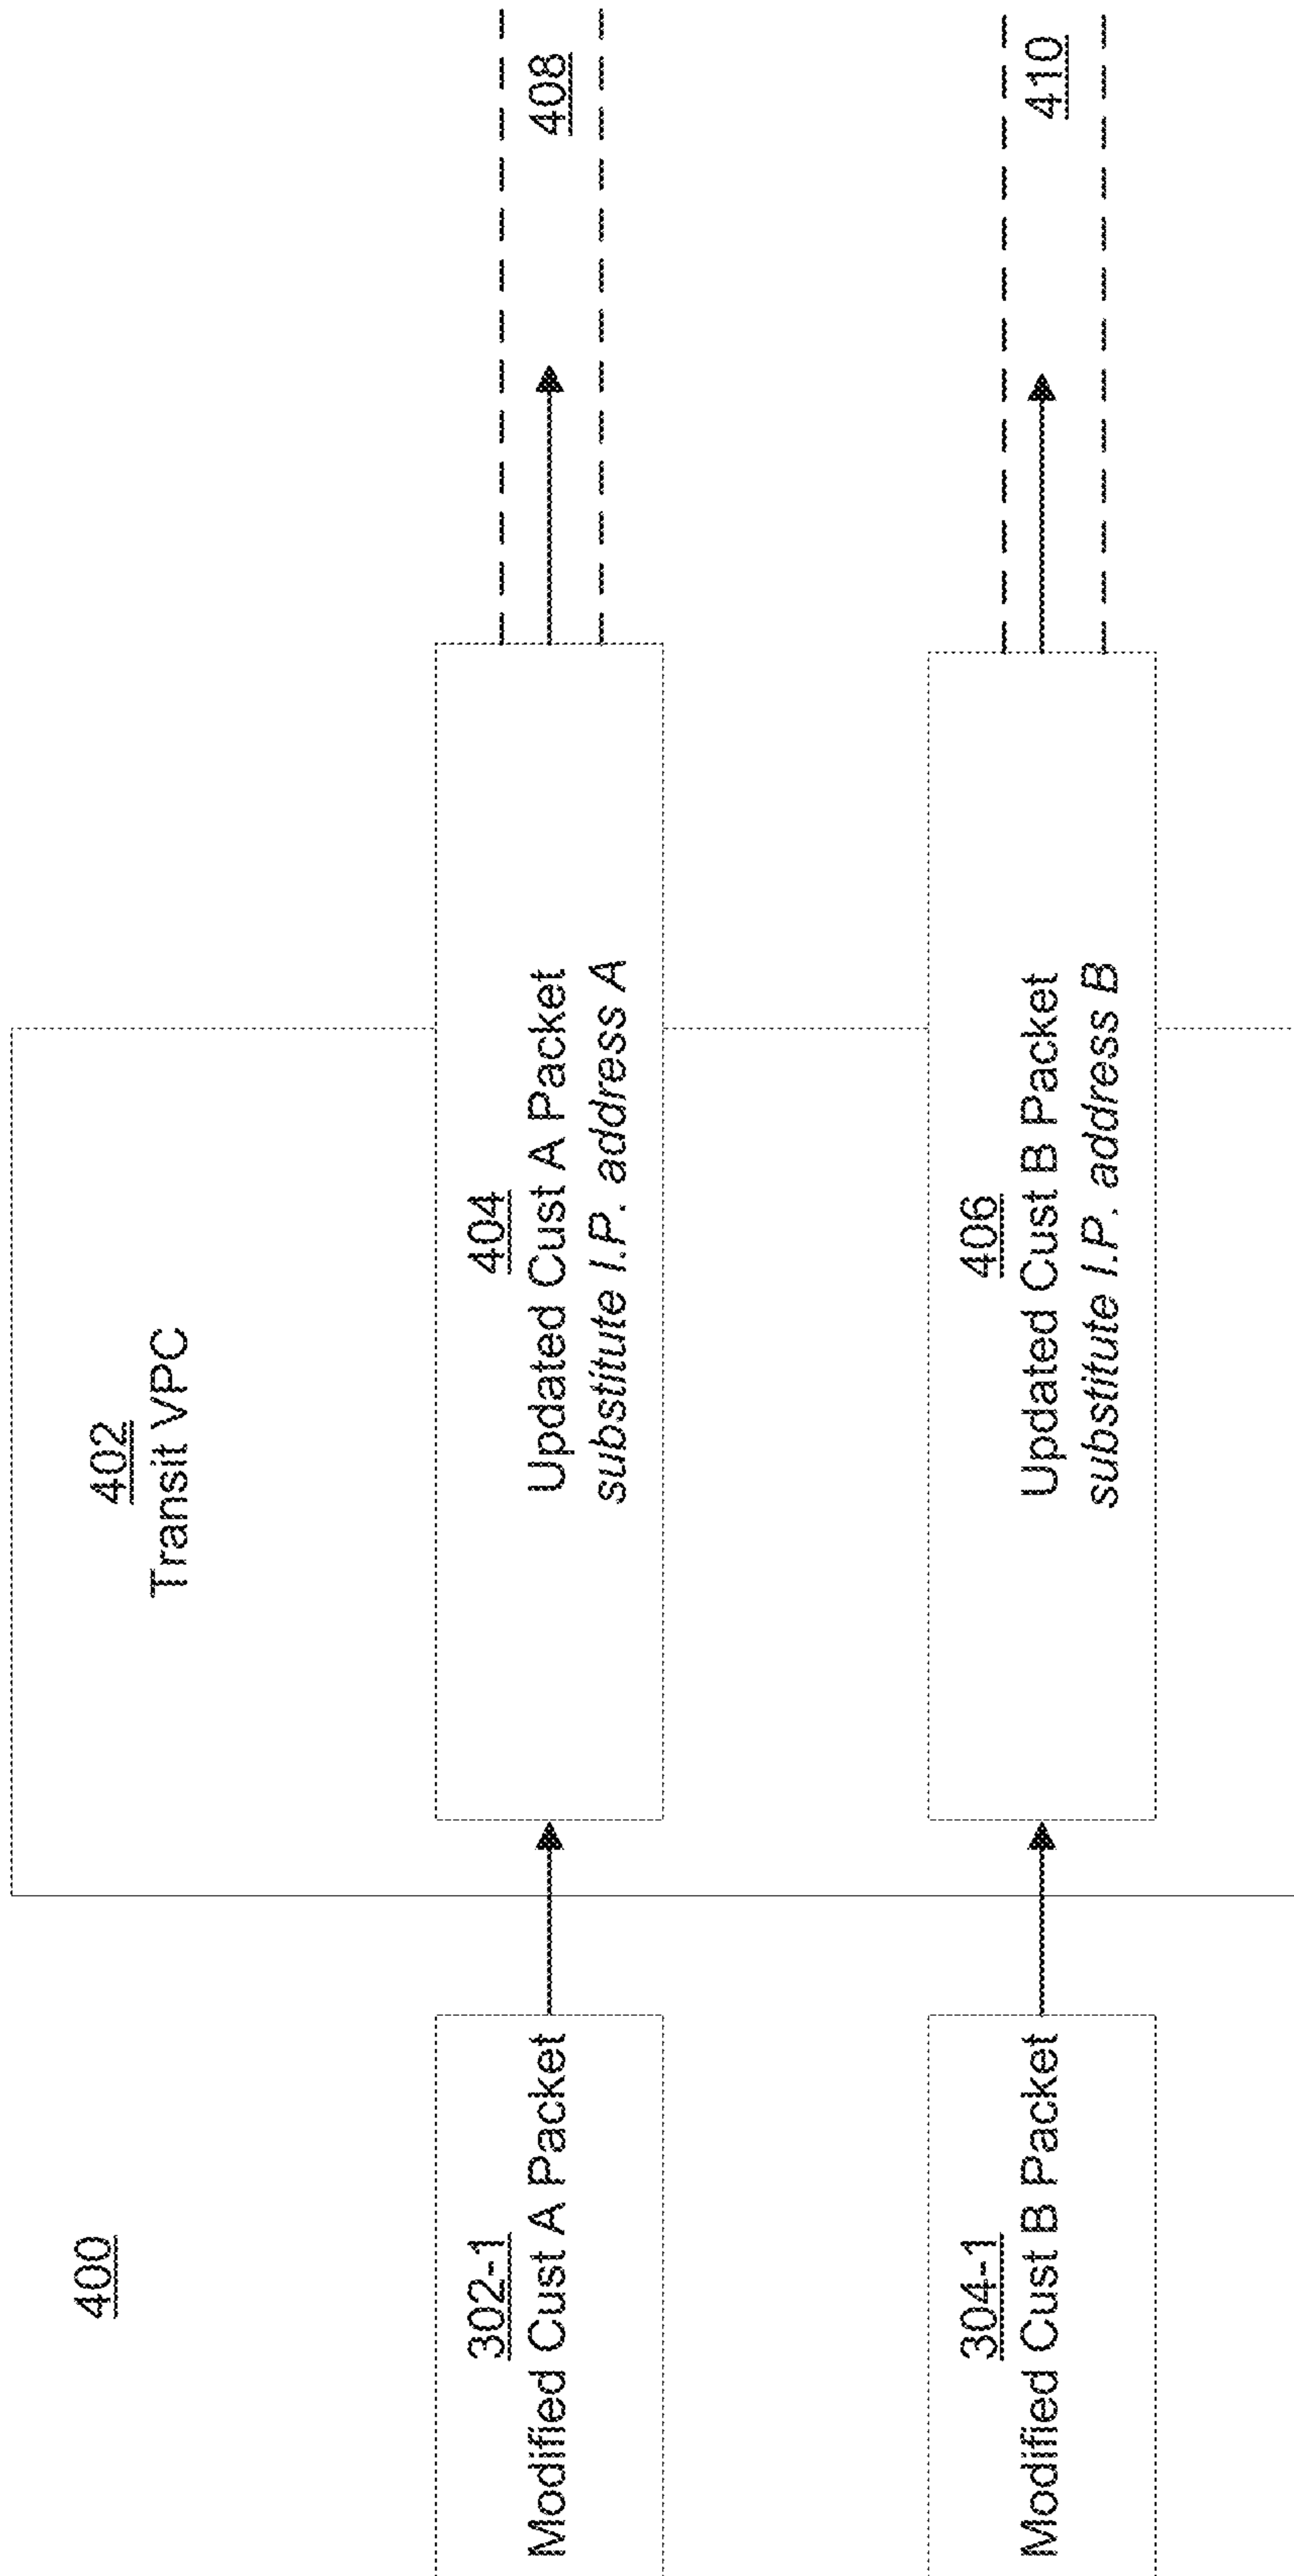 400
402
Transit VPC
302-1
Modified Cust A Packet
404
Updated Cust A Packet
substitute I.P. address A
408
304-1
Modified Cust B Packet
406
Updated Cust B Packet
substitute I.P. address B
410